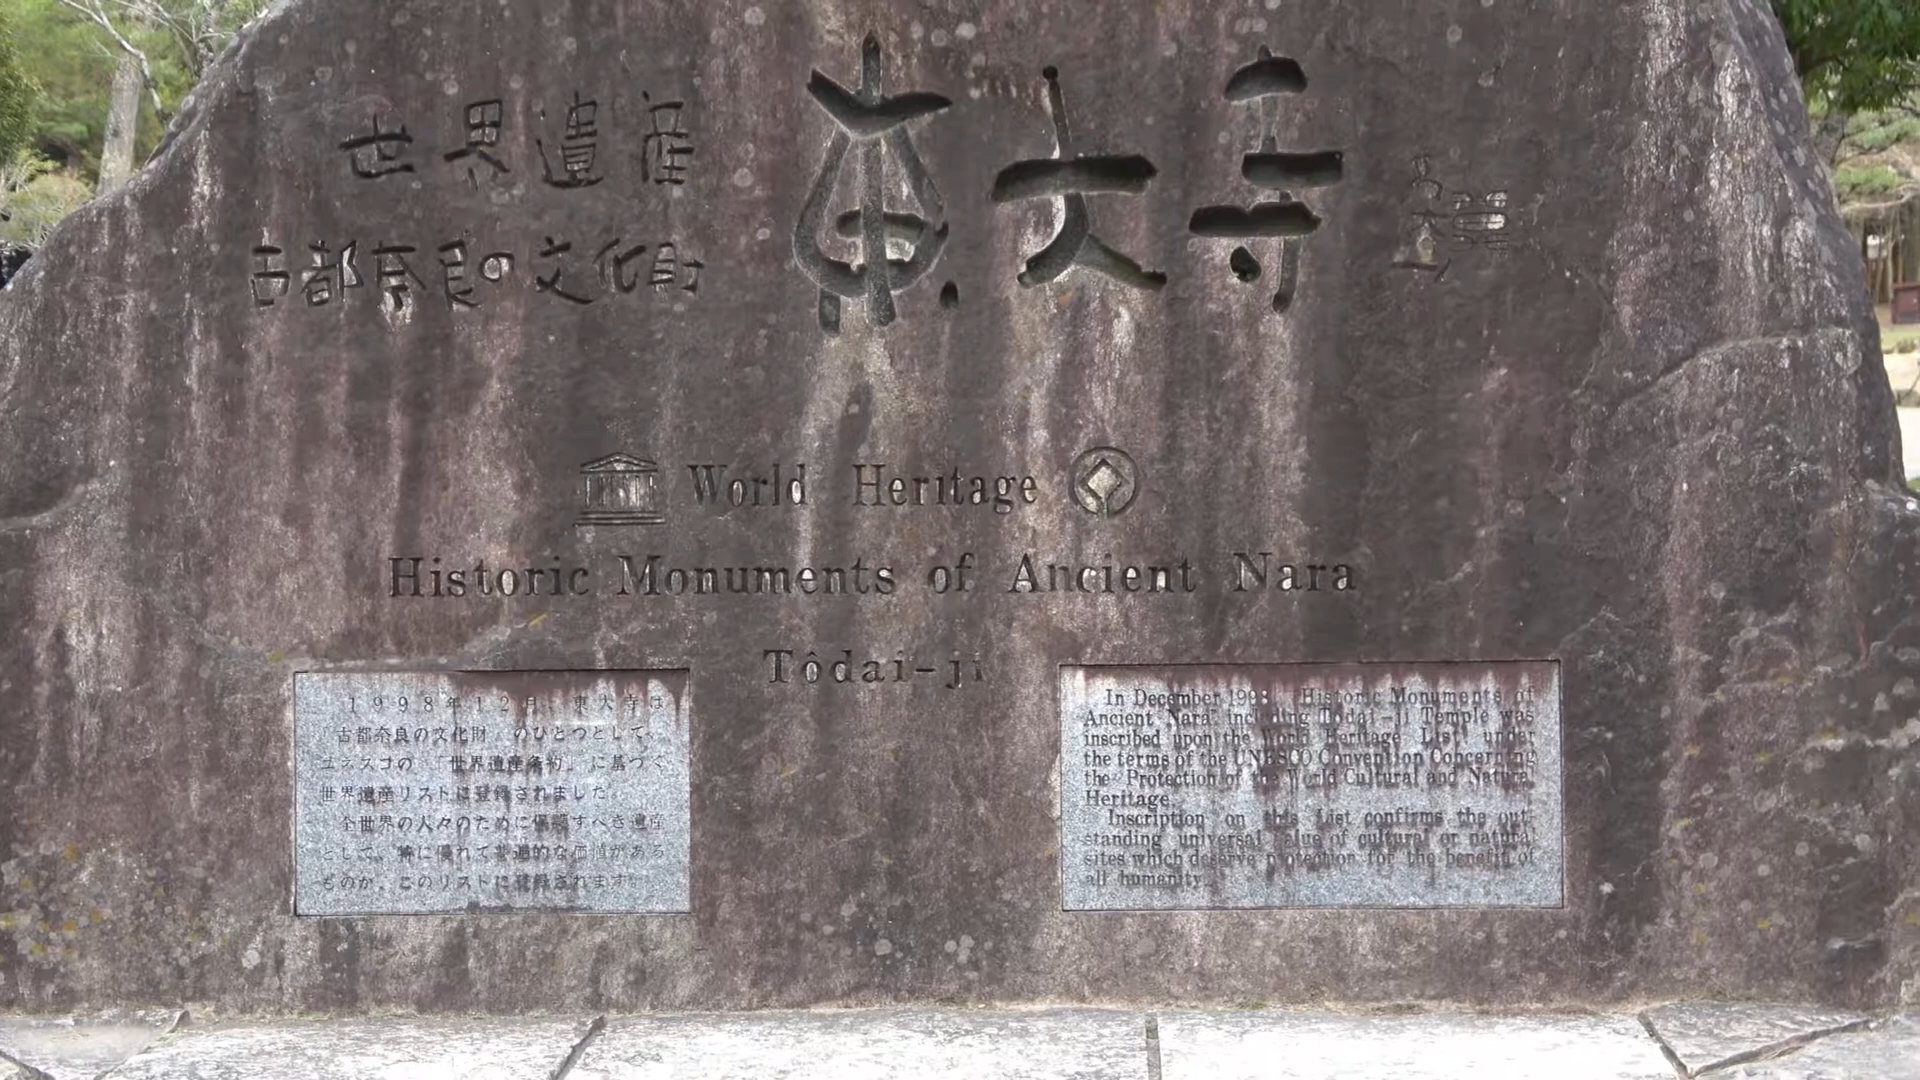 世界遺産
古都奈良の文化財
東大寺
World Heritage
Historic Monuments of Ancient Nara
Tôdai-ji
1998年12月、東大寺は
「古都奈良の文化財」のひとつとして、
ユネスコの「世界遺産条約」に基づく
世界遺産リストに登録されました。
全世界の人々のために保護すべき遺産
として、特に優れて普遍的な価値がある
ものが、このリストに登録されます。
In December 1998, Historic Monuments of
Ancient Nara, including Tôdai-ji Temple was
inscribed upon the World Heritage List under
the terms of the UNESCO Convention Concerning
the Protection of the World Cultural and Natural
Heritage.
Inscription on this List confirms the out-
standing universal value of cultural or natural
sites which deserve protection for the benefit of
all humanity.